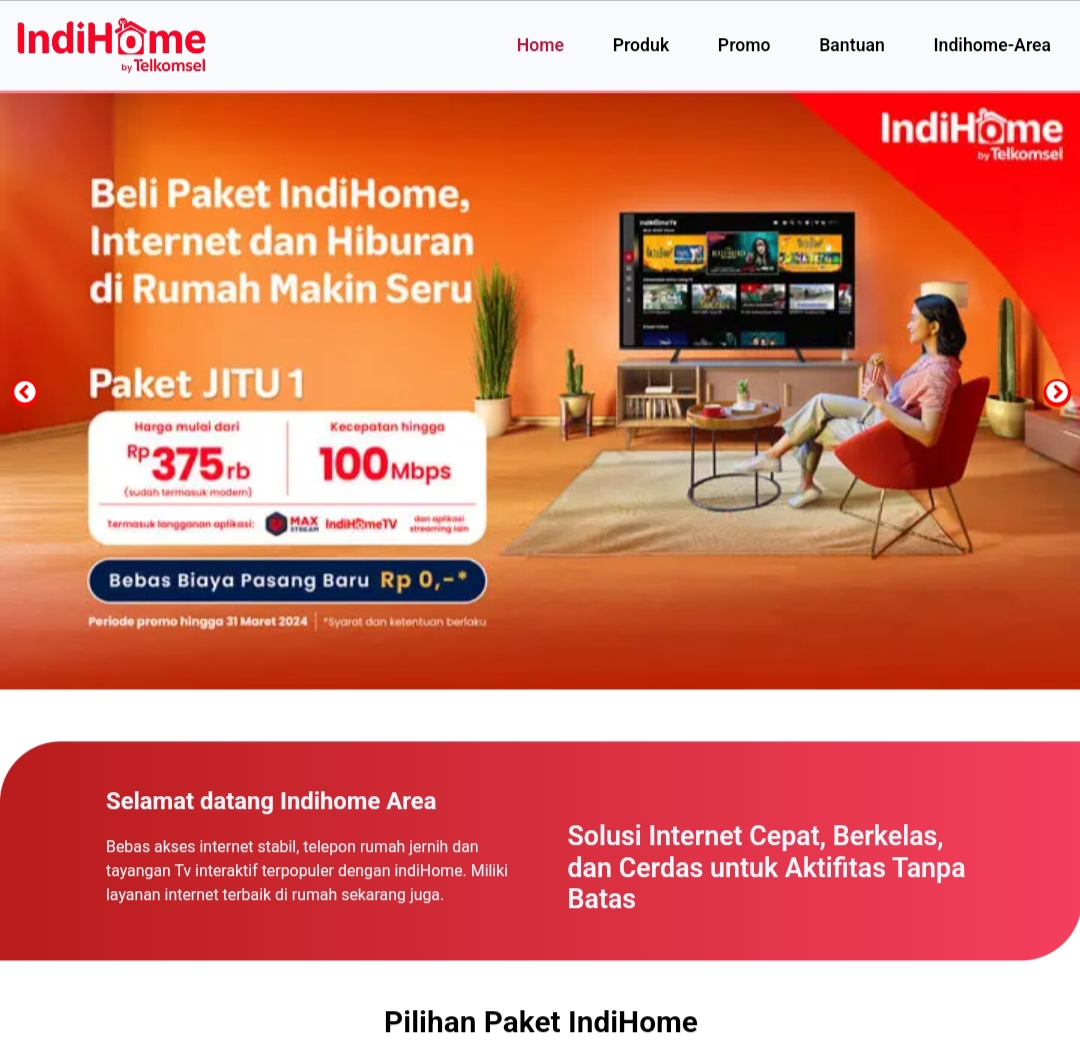 IndiHome
by Telkomsel
Home
Produk
Promo
Bantuan
Indihome-Area
IndiHome
by Telkomsel
Beli Paket IndiHome,
Internet dan Hiburan
di Rumah Makin Seru
Paket JITU 1
Harga mulai dari
Rp 375 rb
(sudah termasuk modem)
Kecepatan hingga
100 Mbps
Termasuk langganan aplikasi:
MAX
STREAM
IndiHomeTV
dan aplikasi
streaming lain
Bebas Biaya Pasang Baru Rp 0,-*
Periode promo hingga 31 Maret 2024
*Syarat dan ketentuan berlaku
Selamat datang Indihome Area
Bebas akses internet stabil, telepon rumah jernih dan
tayangan Tv interaktif terpopuler dengan indiHome. Miliki
layanan internet terbaik di rumah sekarang juga.
Solusi Internet Cepat, Berkelas,
dan Cerdas untuk Aktifitas Tanpa
Batas
Pilihan Paket IndiHome